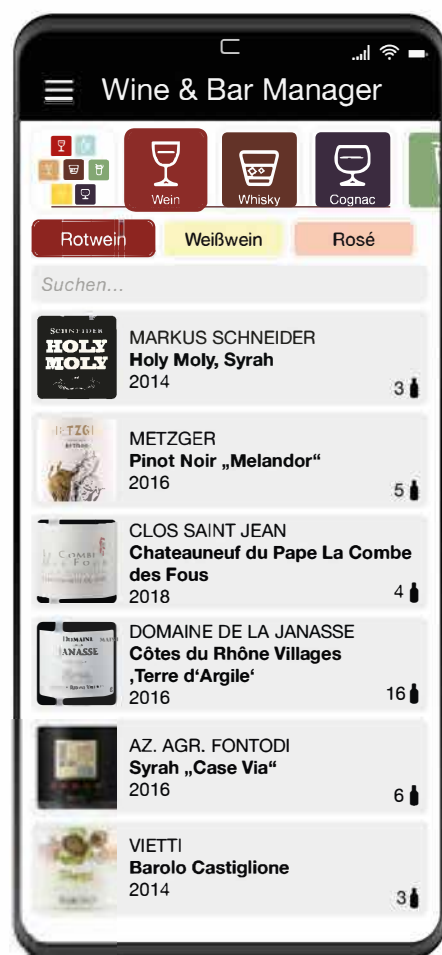 Wine & Bar Manager
Wein
Whisky
Cognac
Rotwein
Weißwein
Rosé
Suchen...
SCHNEIDER
HOLY
MOLY
MARKUS SCHNEIDER
Holy Moly, Syrah
2014
3
METZGER
Pinot Noir „Melandor“
2016
5
CLOS SAINT JEAN
Chateauneuf du Pape La Combe
des Fous
2018
4
DOMAINE
JANASSE
DOMAINE DE LA JANASSE
Côtes du Rhône Villages
‚Terre d‘Argile‘
2016
16
AZ. AGR. FONTODI
Syrah „Case Via“
2016
6
VIETTI
Barolo Castiglione
2014
3